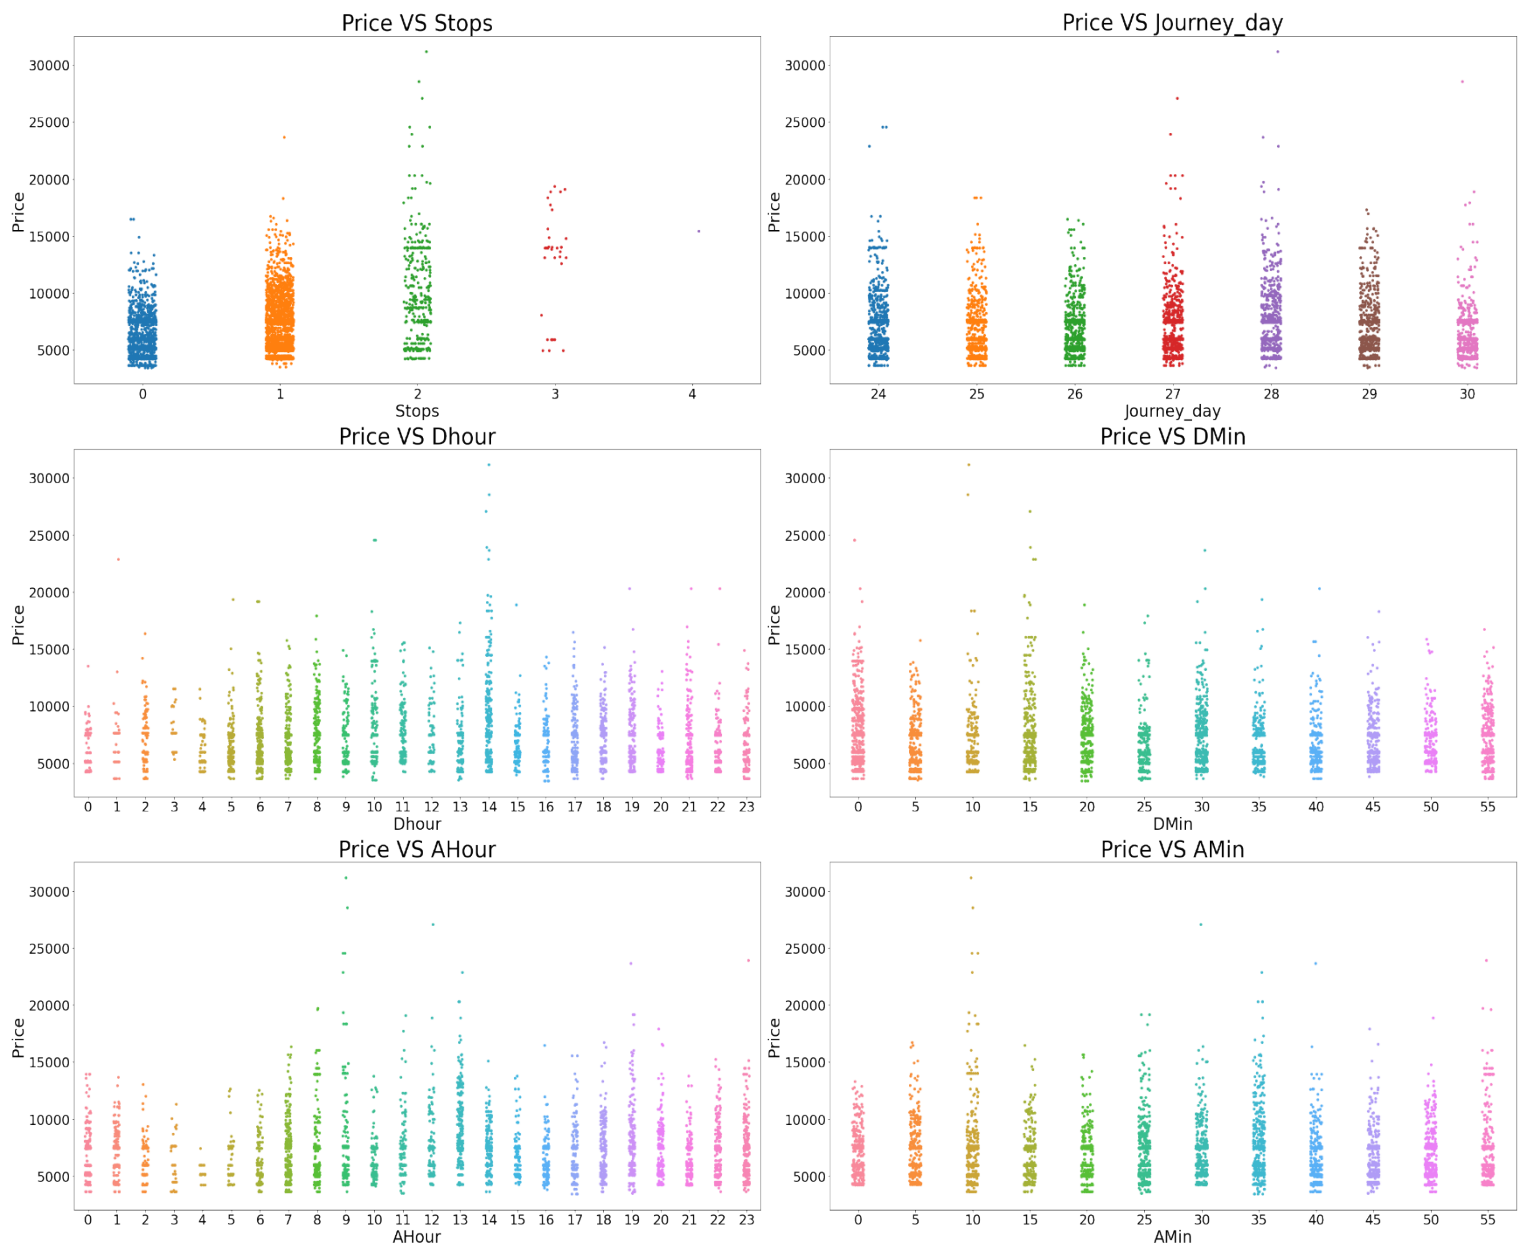 Price VS Stops
30000
25000
20000
15000
10000
5000
Price
0 1 2 3 4
Stops
Price VS Journey_day
30000
25000
20000
15000
10000
5000
Price
24 25 26 27 28 29 30
Journey_day
Price VS Dhour
30000
25000
20000
15000
10000
5000
Price
0 1 2 3 4 5 6 7 8 9 10 11 12 13 14 15 16 17 18 19 20 21 22 23
Dhour
Price VS DMin
30000
25000
20000
15000
10000
5000
Price
0 5 10 15 20 25 30 35 40 45 50 55
DMin
Price VS AHour
30000
25000
20000
15000
10000
5000
Price
0 1 2 3 4 5 6 7 8 9 10 11 12 13 14 15 16 17 18 19 20 21 22 23
AHour
Price VS AMin
30000
25000
20000
15000
10000
5000
Price
0 5 10 15 20 25 30 35 40 45 50 55
AMin